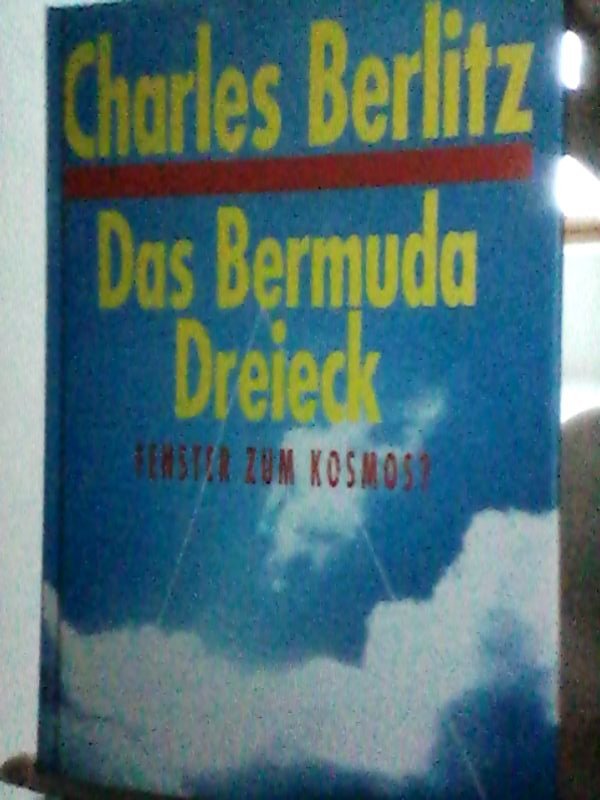 Charles Berlitz
Das Bermuda
Dreieck
FENSTER ZUM KOSMOS?